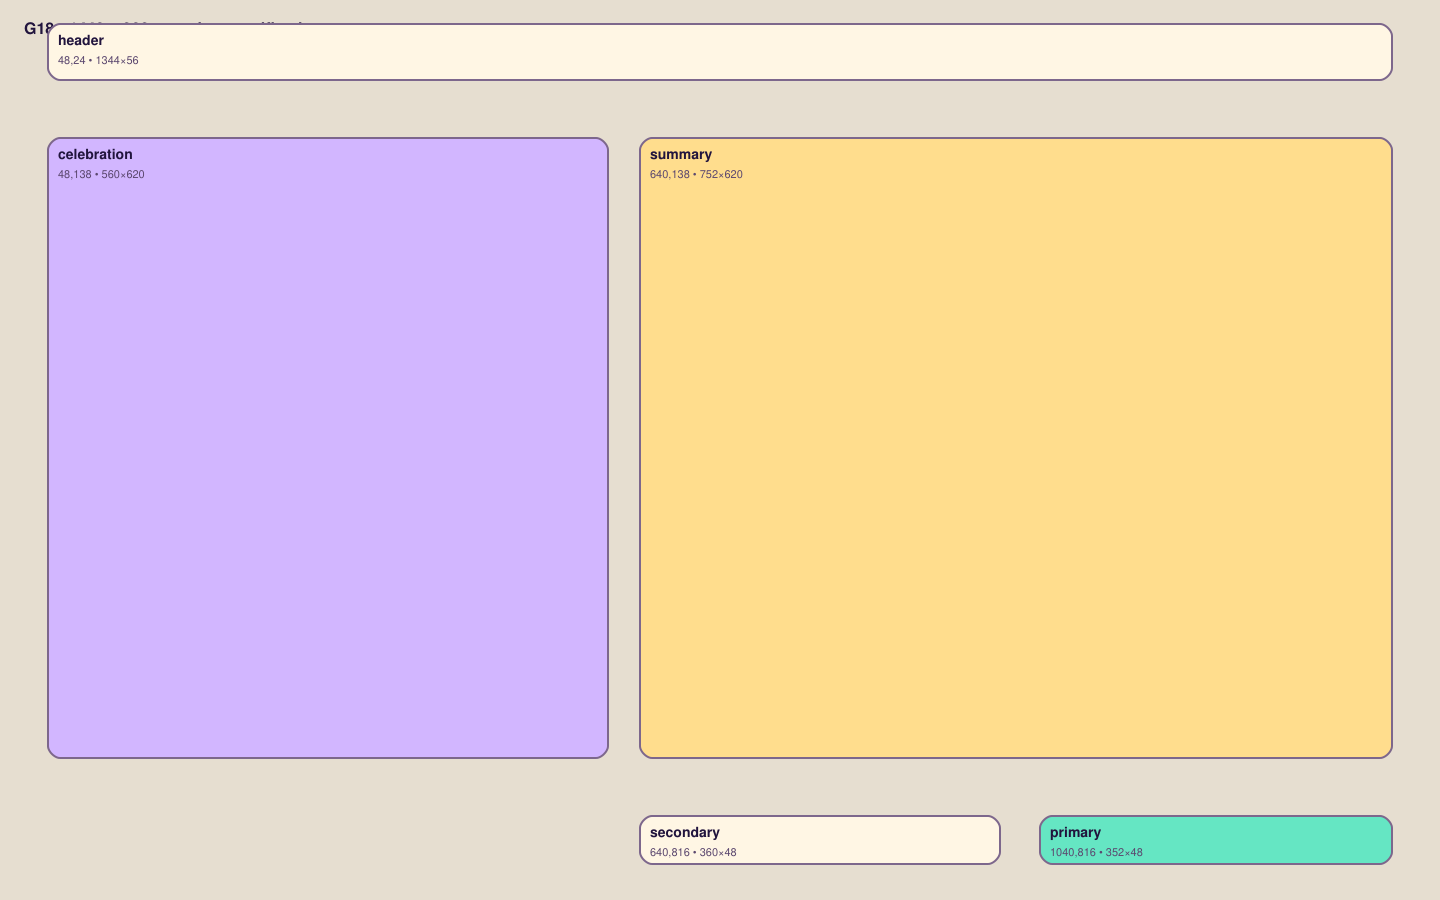 G18
header
48,24 • 1344×56
celebration
48,138 • 560×620
summary
640,138 • 752×620
secondary
640,816 • 360×48
primary
1040,816 • 352×48